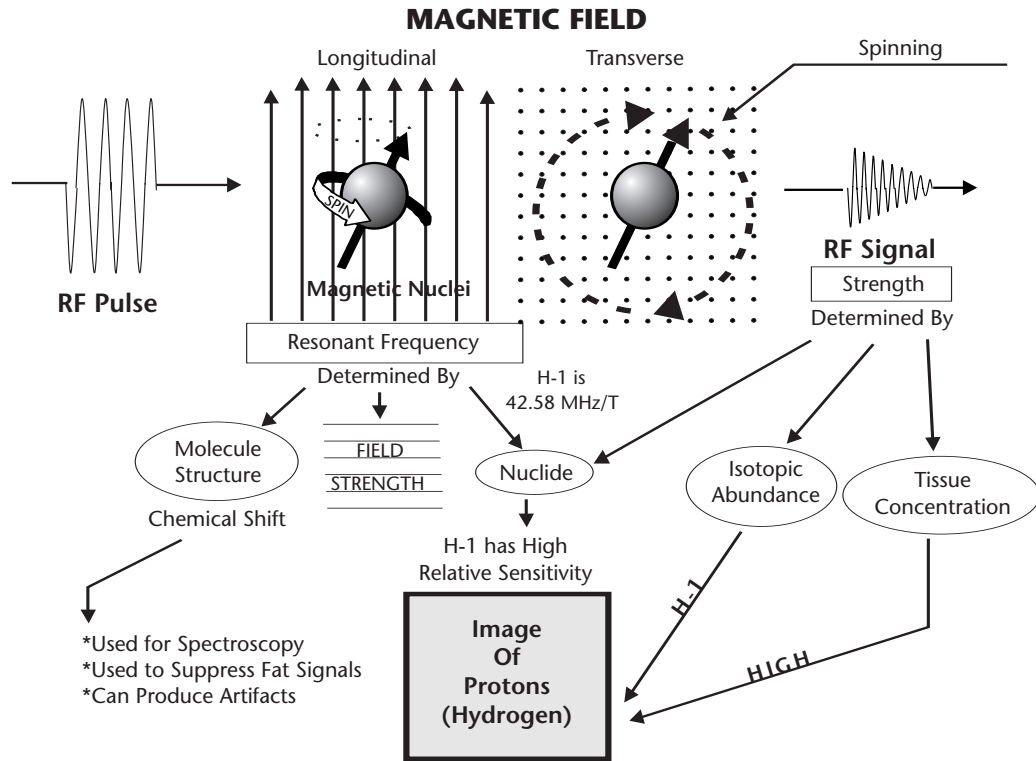 MAGNETIC FIELD
Longitudinal
Transverse
Spinning
SPIN
RF Pulse
Magnetic Nuclei
RF Signal
Strength
Determined By
Resonant Frequency
Determined By
H-1 is
42.58 MHz/T
Molecule
Structure
FIELD
STRENGTH
Nuclide
Isotopic
Abundance
Tissue
Concentration
Chemical Shift
H-1 has High
Relative Sensitivity
*Used for Spectroscopy
*Used to Suppress Fat Signals
*Can Produce Artifacts
Image
Of
Protons
(Hydrogen)
H-1
HIGH